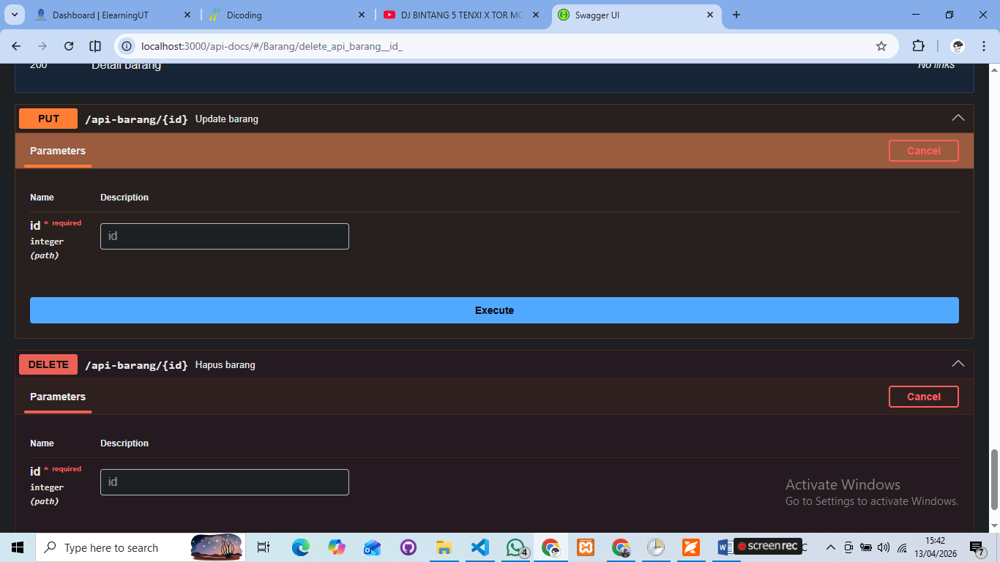 Dashboard | ElearningUT
Dicoding
DJ BINTANG 5 TENXI X TOR MO
Swagger UI
localhost:3000/api-docs/#/Barang/delete_api_barang__id_
200 Detail barang No links
PUT /api-barang/{id} Update barang
Parameters Cancel
Name Description
id * required
integer
(path)
id
Execute
DELETE /api-barang/{id} Hapus barang
Parameters Cancel
Name Description
id * required
integer
(path)
id
Activate Windows
Go to Settings to activate Windows.
Type here to search
4
screenrec
15:42
13/04/2026
7